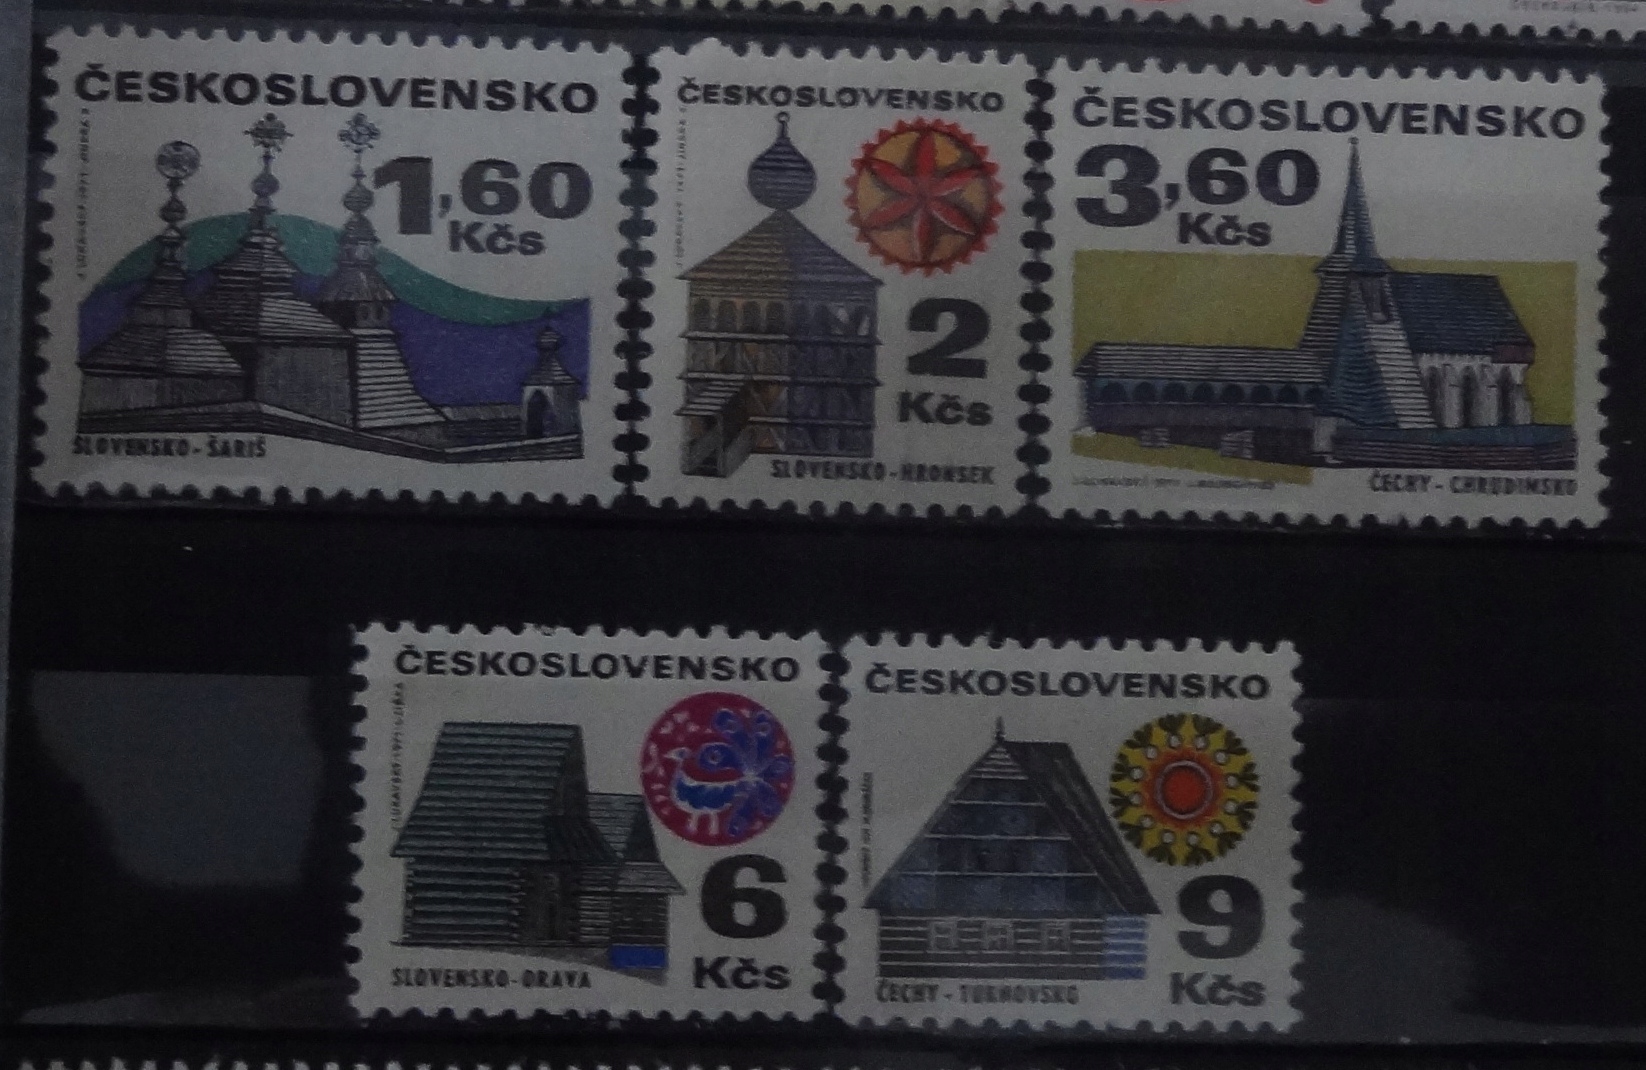 ČESKOSLOVENSKO
1,60
Kčs
SLOVENSKO - ŠARIŠ
ČESKOSLOVENSKO
2
Kčs
SLOVENSKO - HRONSEK
ČESKOSLOVENSKO
3,60
Kčs
ČECHY - CHRUDIMSKO
ČESKOSLOVENSKO
6
Kčs
SLOVENSKO - ORAVA
ČESKOSLOVENSKO
9
Kčs
ČECHY - TURNOVSKO